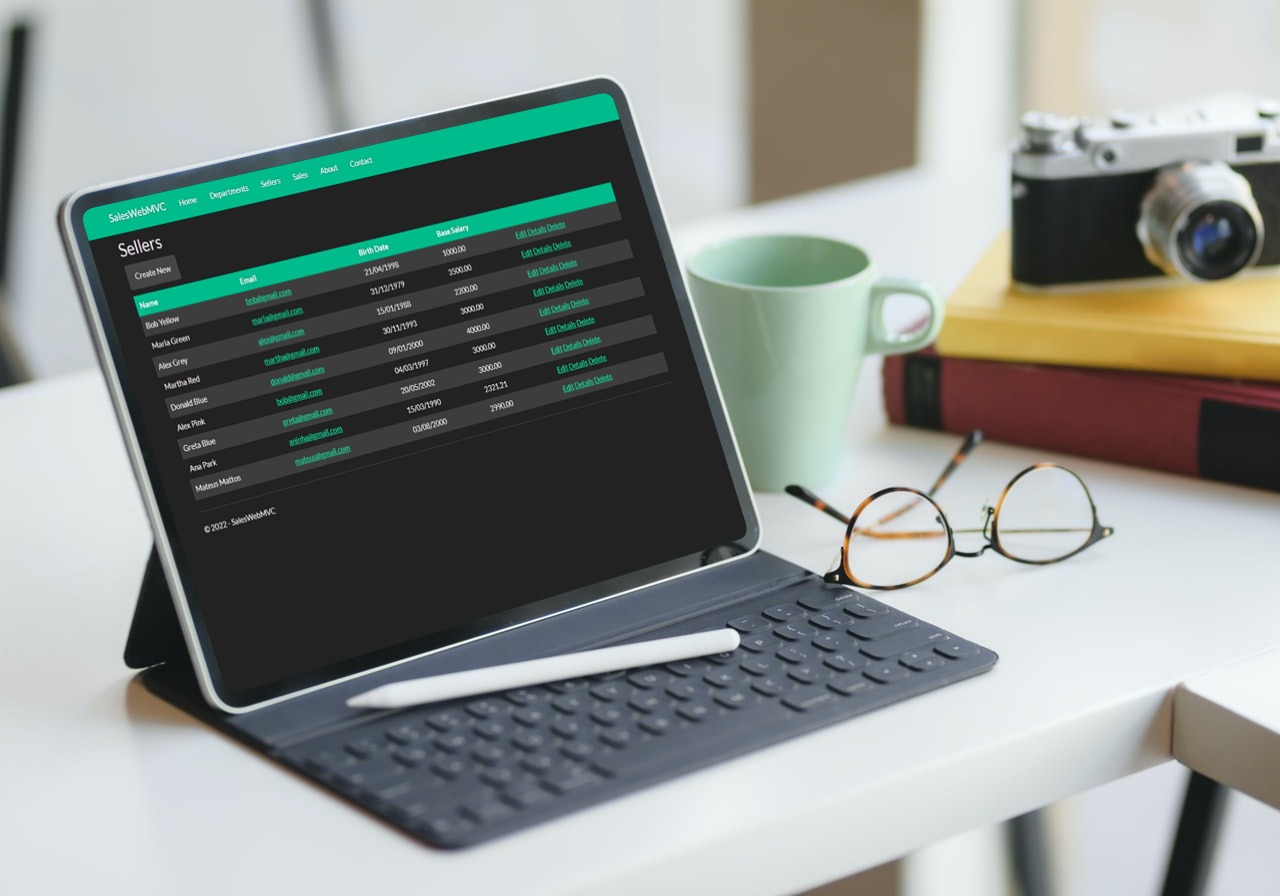 SalesWebMVC Home Departments Sellers Sales About Contact
Sellers
Create New
Name Email Birth Date Base Salary
Bob Yellow bob@gmail.com 21/04/1998 1000.00 Edit Details Delete
Maria Green maria@gmail.com 31/12/1979 3500.00 Edit Details Delete
Alex Grey alex@gmail.com 15/01/1988 2200.00 Edit Details Delete
Martha Red martha@gmail.com 30/11/1993 3000.00 Edit Details Delete
Donald Blue donald@gmail.com 09/01/2000 4000.00 Edit Details Delete
Alex Pink bob@gmail.com 04/03/1997 3000.00 Edit Details Delete
Greta Blue greta@gmail.com 20/05/2002 3000.00 Edit Details Delete
Ana Park aninha@gmail.com 15/03/1990 2321.21 Edit Details Delete
Mateus Mattos mateus@gmail.com 03/08/2000 2990.00 Edit Details Delete
© 2022 - SalesWebMVC
delete
return
shift